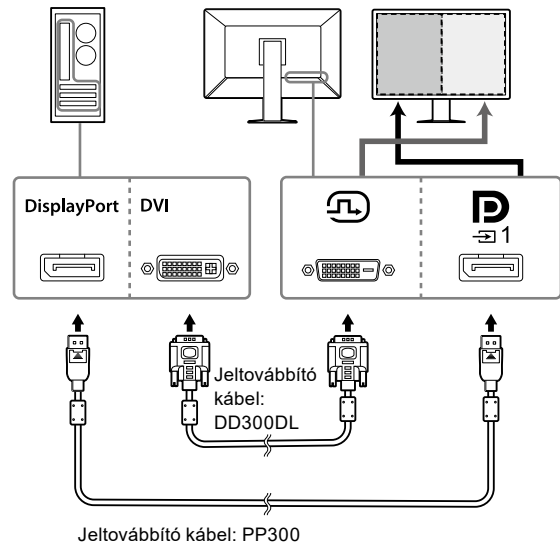 DisplayPort
DVI
1
Jeltovábbító
kábel:
DD300DL
Jeltovábbító kábel: PP300